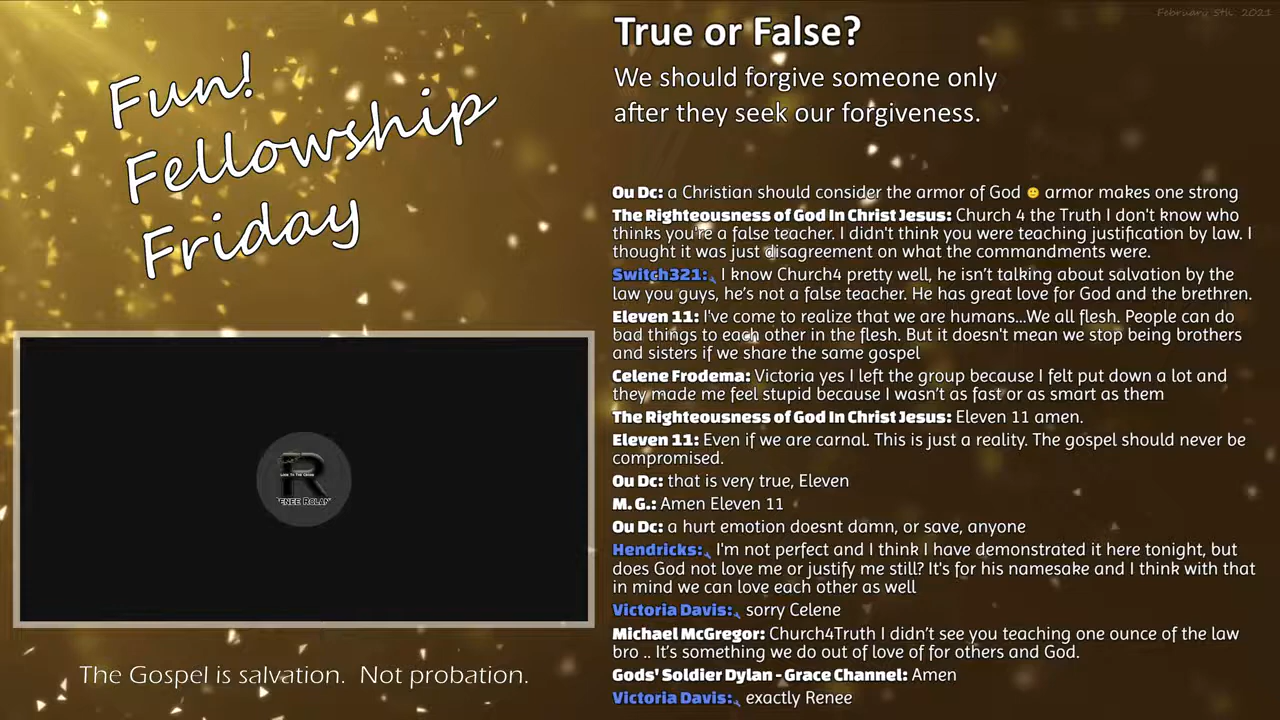 February 5th 2021
Fun!
Fellowship
Friday
True or False?
We should forgive someone only
after they seek our forgiveness.
Ou Dc: a Christian should consider the armor of God 🙂 armor makes one strong
The Righteousness of God In Christ Jesus: Church 4 the Truth I don't know who
thinks you're a false teacher. I didn't think you were teaching justification by law. I
thought it was just disagreement on what the commandments were.
Switch321: I know Church4 pretty well, he isn’t talking about salvation by the
law you guys, he’s not a false teacher. He has great love for God and the brethren.
Eleven 11: I've come to realize that we are humans...We all flesh. People can do
bad things to each other in the flesh. But it doesn't mean we stop being brothers
and sisters if we share the same gospel
Celene Frodema: Victoria yes I left the group because I felt put down a lot and
they made me feel stupid because I wasn’t as fast or as smart as them
The Righteousness of God In Christ Jesus: Eleven 11 amen.
Eleven 11: Even if we are carnal. This is just a reality. The gospel should never be
compromised.
Ou Dc: that is very true, Eleven
M. G.: Amen Eleven 11
Ou Dc: a hurt emotion doesnt damn, or save, anyone
Hendricks: I'm not perfect and I think I have demonstrated it here tonight, but
does God not love me or justify me still? It's for his namesake and I think with that
in mind we can love each other as well
Victoria Davis: sorry Celene
Michael McGregor: Church4Truth I didn’t see you teaching one ounce of the law
bro .. It’s something we do out of love of for others and God.
Gods' Soldier Dylan - Grace Channel: Amen
Victoria Davis: exactly Renee
R
The Gospel is salvation. Not probation.